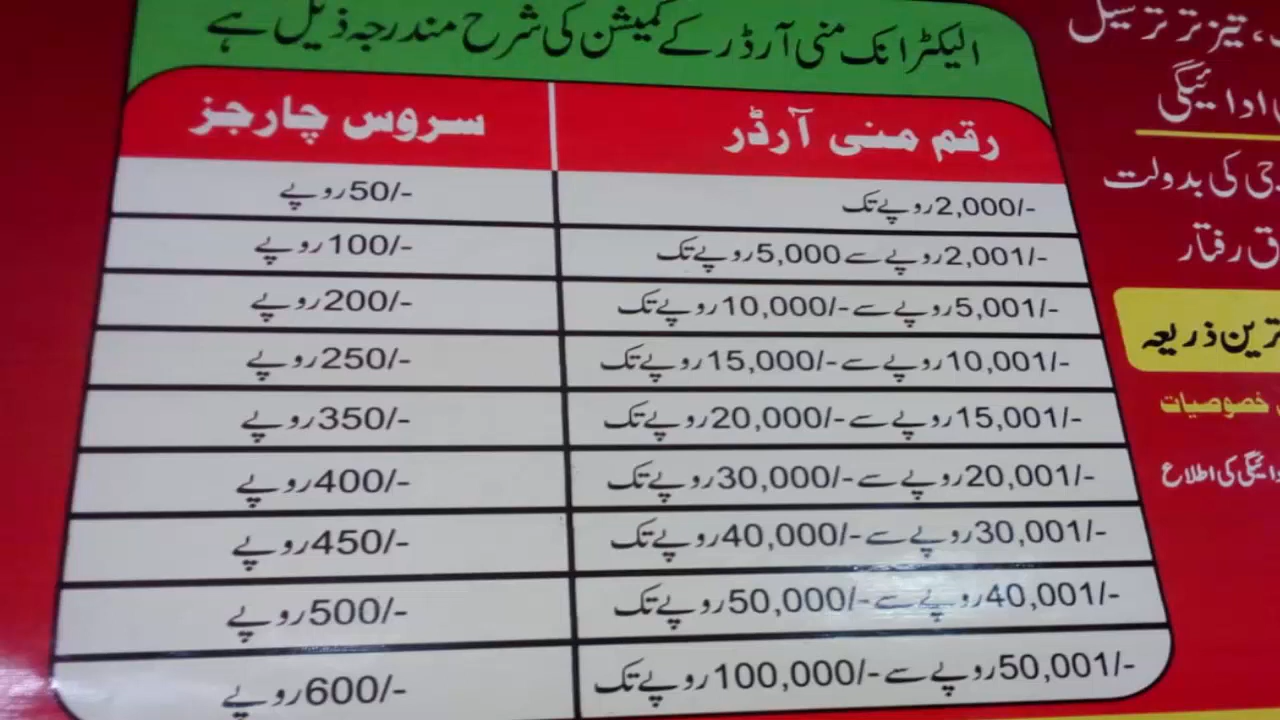 الیکٹرانک منی آرڈر کے کمیشن کی شرح مندرجہ ذیل ہے
رقم منی آرڈر	سروس چارجز
2,000/- روپے تک	50/- روپے
2,001/- روپے سے 5,000 روپے تک	100/- روپے
5,001/- روپے سے 10,000/- روپے تک	200/- روپے
10,001/- روپے سے 15,000/- روپے تک	250/- روپے
15,001/- روپے سے 20,000/- روپے تک	350/- روپے
20,001/- روپے سے 30,000/- روپے تک	400/- روپے
30,001/- روپے سے 40,000/- روپے تک	450/- روپے
40,001/- روپے سے 50,000/- روپے تک	500/- روپے
50,001/- روپے سے 100,000/- روپے تک	600/- روپے
تیز تر ترسیل
ادائیگی
کی بدولت
رفتار
ذریعہ
خصوصیات
کی اطلاع